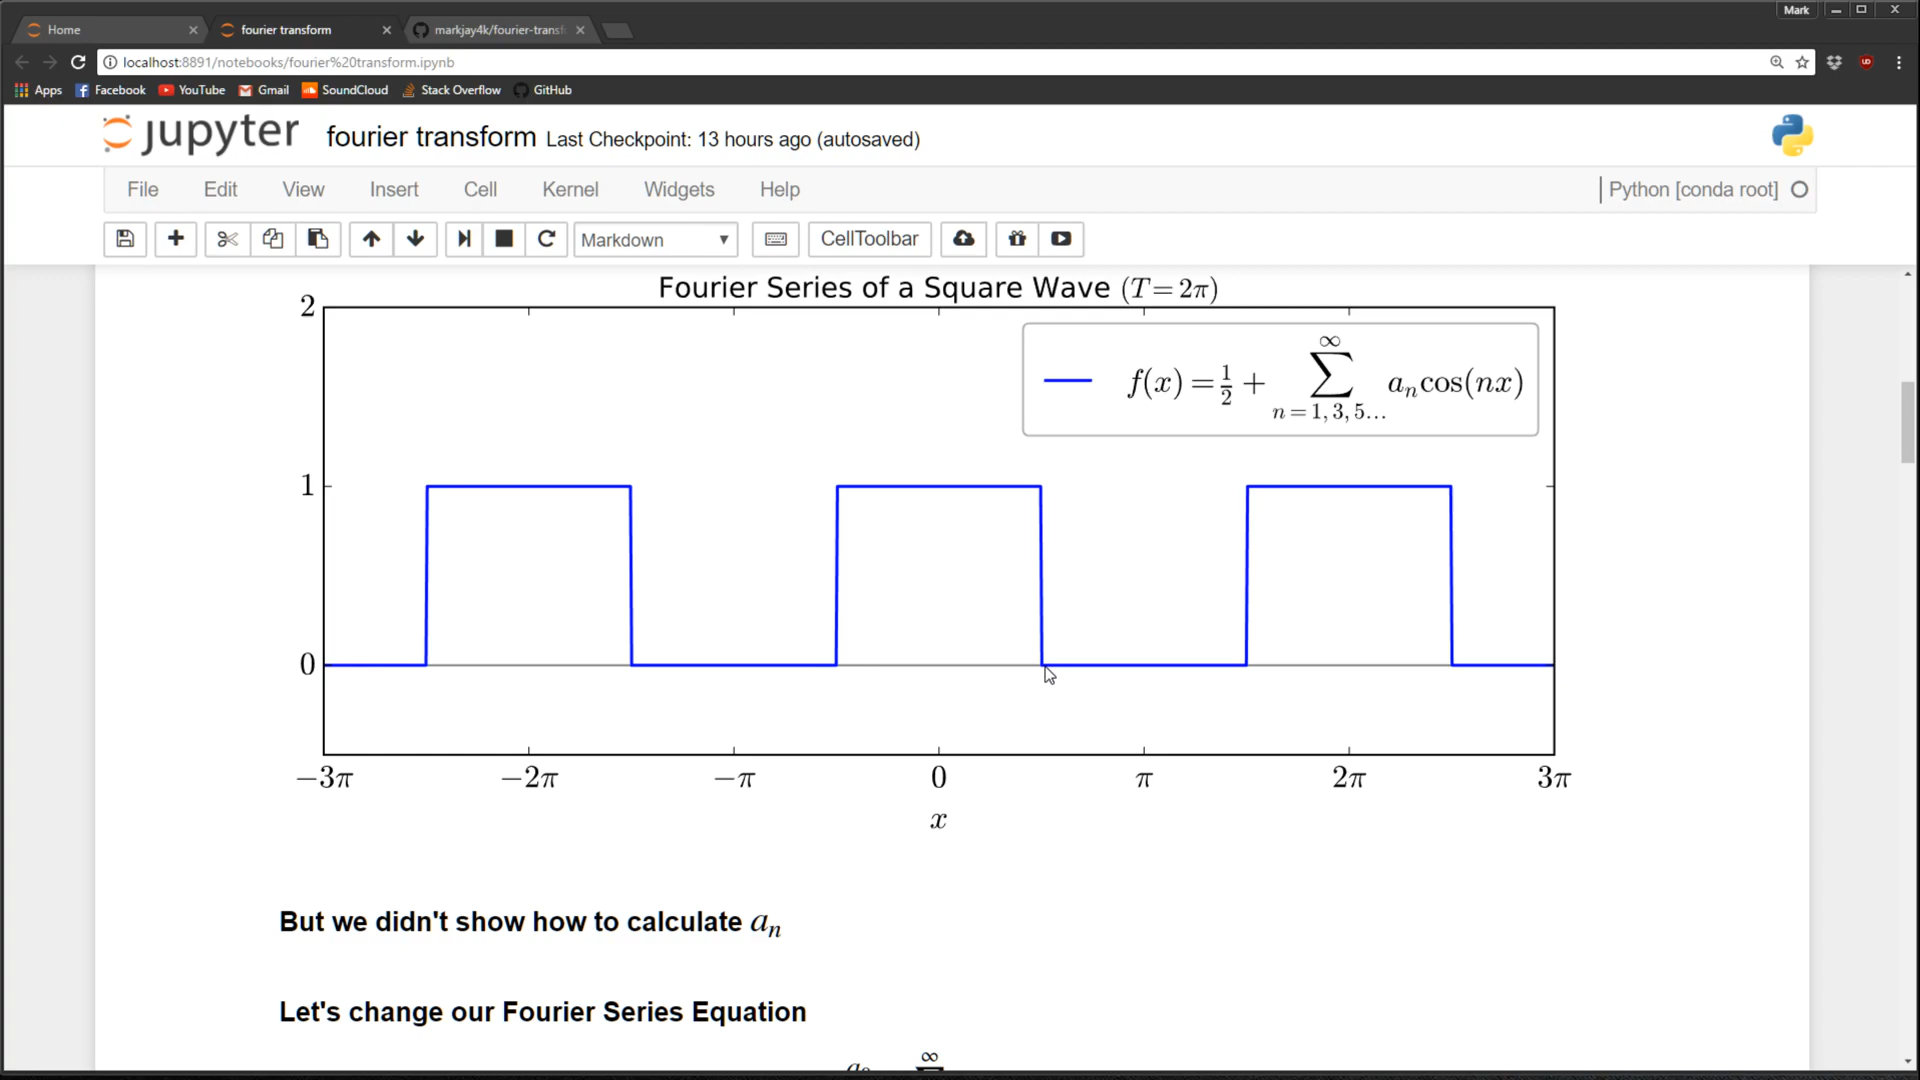 Mark
Home
fourier transform
markjay4k/fourier-transf
localhost:8891/notebooks/fourier%20transform.ipynb
Apps Facebook YouTube Gmail SoundCloud Stack Overflow GitHub
jupyter fourier transform Last Checkpoint: 13 hours ago (autosaved)
File Edit View Insert Cell Kernel Widgets Help Python [conda root]
Markdown CellToolbar
Fourier Series of a Square Wave (T = 2π)
2
∞
f(x) = 1/2 + ∑ aₙcos(nx)
n = 1, 3, 5...
1
0
−3π −2π −π 0 π 2π 3π
x
But we didn't show how to calculate aₙ
Let's change our Fourier Series Equation
∞